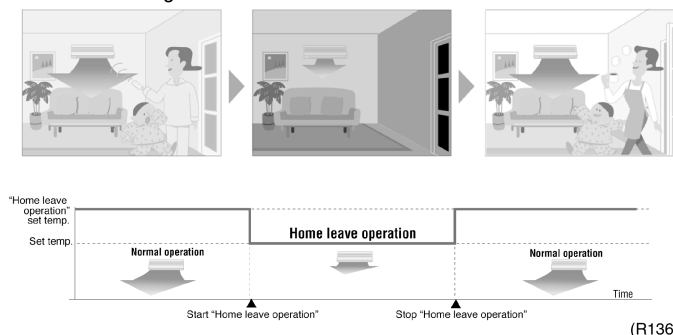 "Home leave
operation"
set temp.
Set temp.
Home leave operation
Normal operation
Normal operation
Time
Start "Home leave operation"
Stop "Home leave operation"
(R136